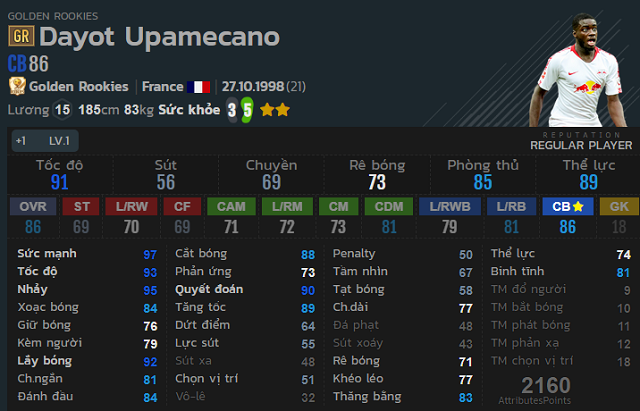 GOLDEN ROOKIES
GR Dayot Upamecano
CB 86
Golden Rookies | France | 27.10.1998 (21)
Lương 15 185cm 83kg Sức khỏe 3 5
REPUTATION
REGULAR PLAYER
+1 LV.1
Tốc độ Sút Chuyền Rê bóng Phòng thủ Thể lực
91 56 69 73 85 89
OVR ST L/RW CF CAM L/RM CM CDM L/RWB L/RB CB GK
86 69 70 69 71 72 73 81 79 81 86 18
Sức mạnh 97 Cắt bóng 88 Penalty 50 Thể lực 74
Tốc độ 93 Phản ứng 73 Tầm nhìn 67 Bình tĩnh 81
Nhảy 95 Quyết đoán 90 Tạt bóng 58 TM đổ người 9
Xoạc bóng 84 Tăng tốc 89 Ch.dài 77 TM bắt bóng 10
Giữ bóng 76 Dứt điểm 64 Đá phạt 48 TM phát bóng 11
Kèm người 79 Lực sút 55 Sút xoáy 43 TM phản xạ 12
Lấy bóng 92 Sút xa 48 Rê bóng 71 TM chọn vị trí 18
Ch.ngắn 81 Chọn vị trí 51 Khéo léo 77
Đánh đầu 84 Vô-lê 32 Thăng bằng 83
2160
AttributesPoints